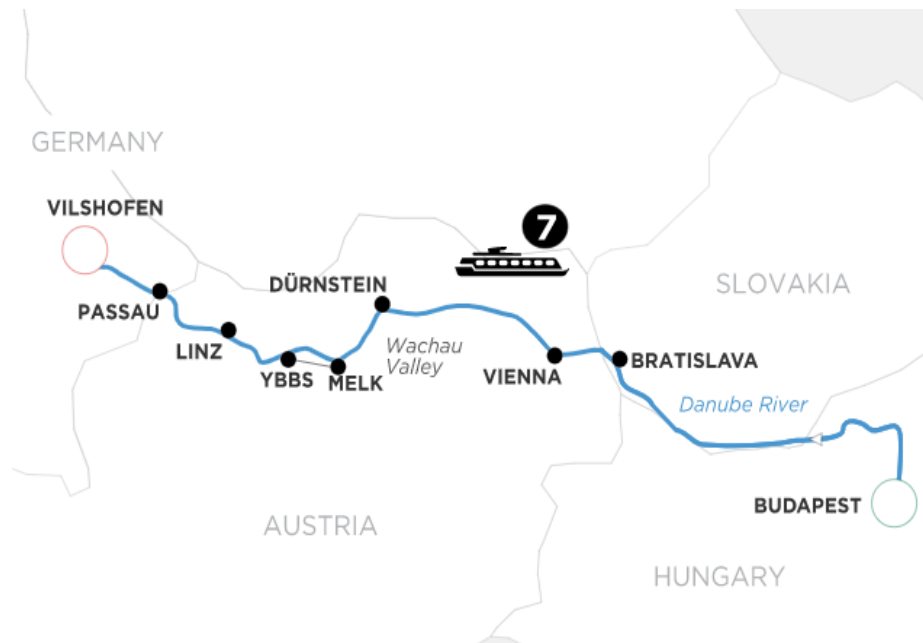 GERMANY
VILSHOFEN
7
DÜRNSTEIN
SLOVAKIA
PASSAU
LINZ
Wachau
Valley
YBBS
MELK
VIENNA
BRATISLAVA
Danube River
BUDAPEST
AUSTRIA
HUNGARY